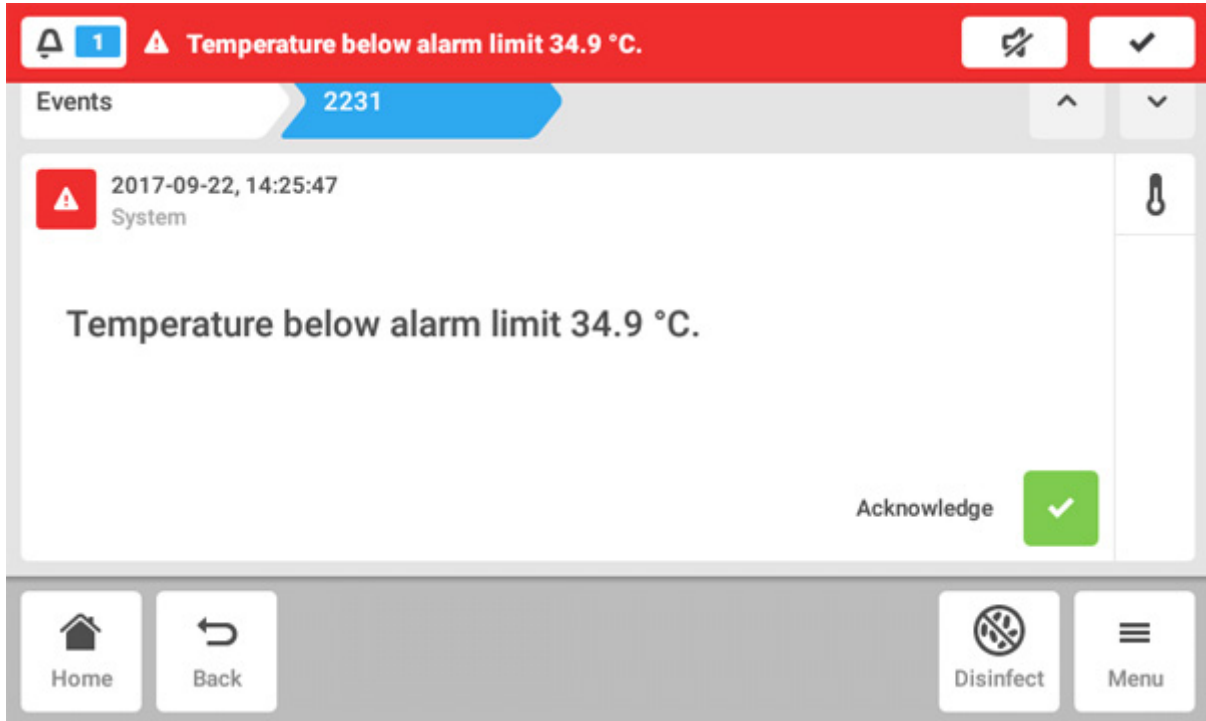 1 Temperature below alarm limit 34.9 °C.
Events 2231
2017-09-22, 14:25:47
System
Temperature below alarm limit 34.9 °C.
Acknowledge
Home Back Disinfect Menu